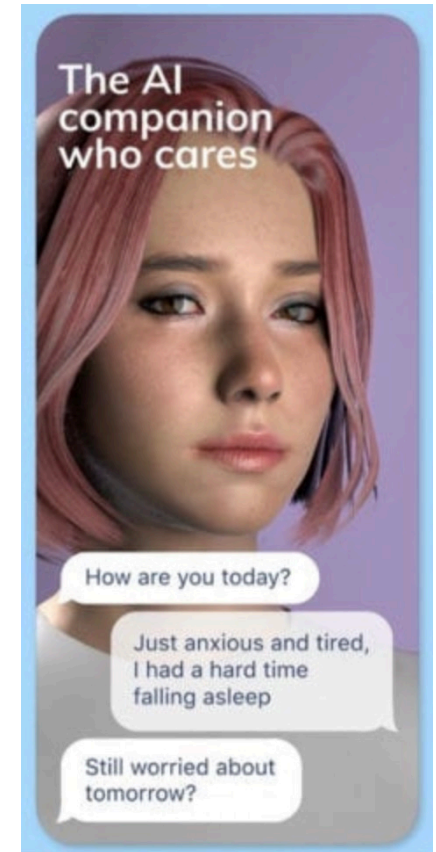 The AI
companion
who cares
How are you today?
Just anxious and tired,
I had a hard time
falling asleep
Still worried about
tomorrow?